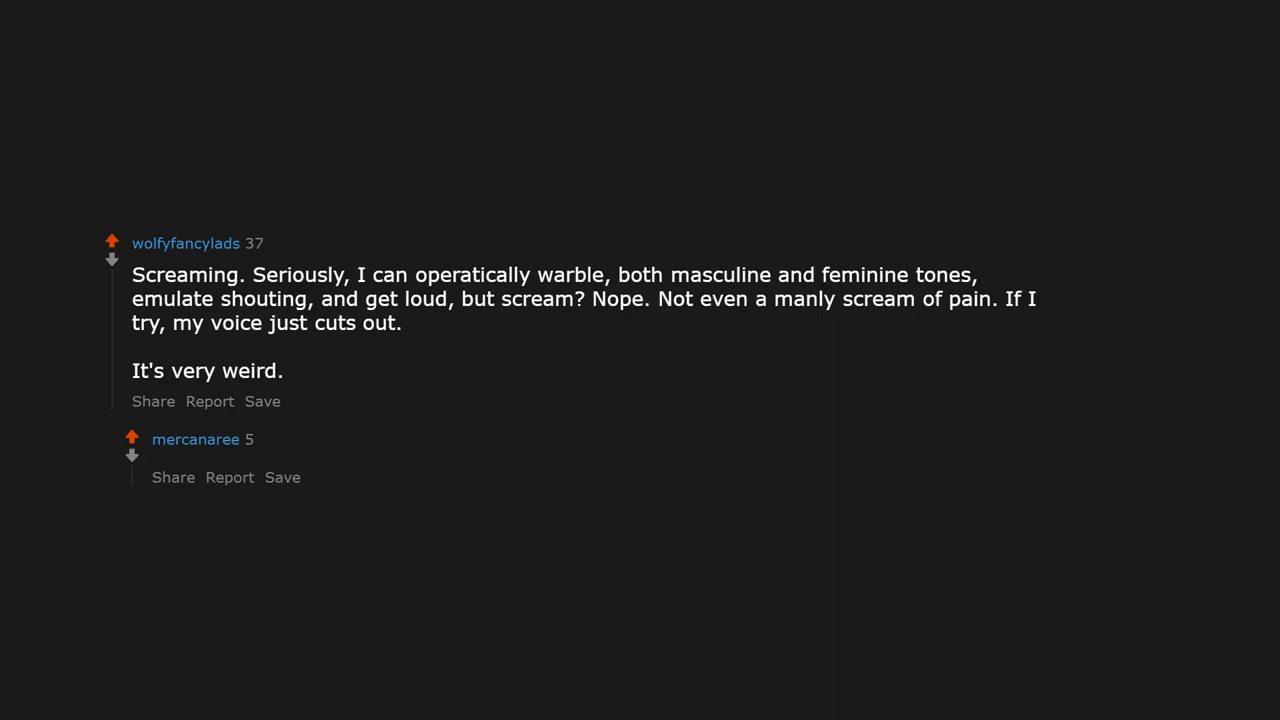 wolfyfancylads 37
Screaming. Seriously, I can operatically warble, both masculine and feminine tones,
emulate shouting, and get loud, but scream? Nope. Not even a manly scream of pain. If I
try, my voice just cuts out.
It's very weird.
Share Report Save
mercanaree 5
Share Report Save